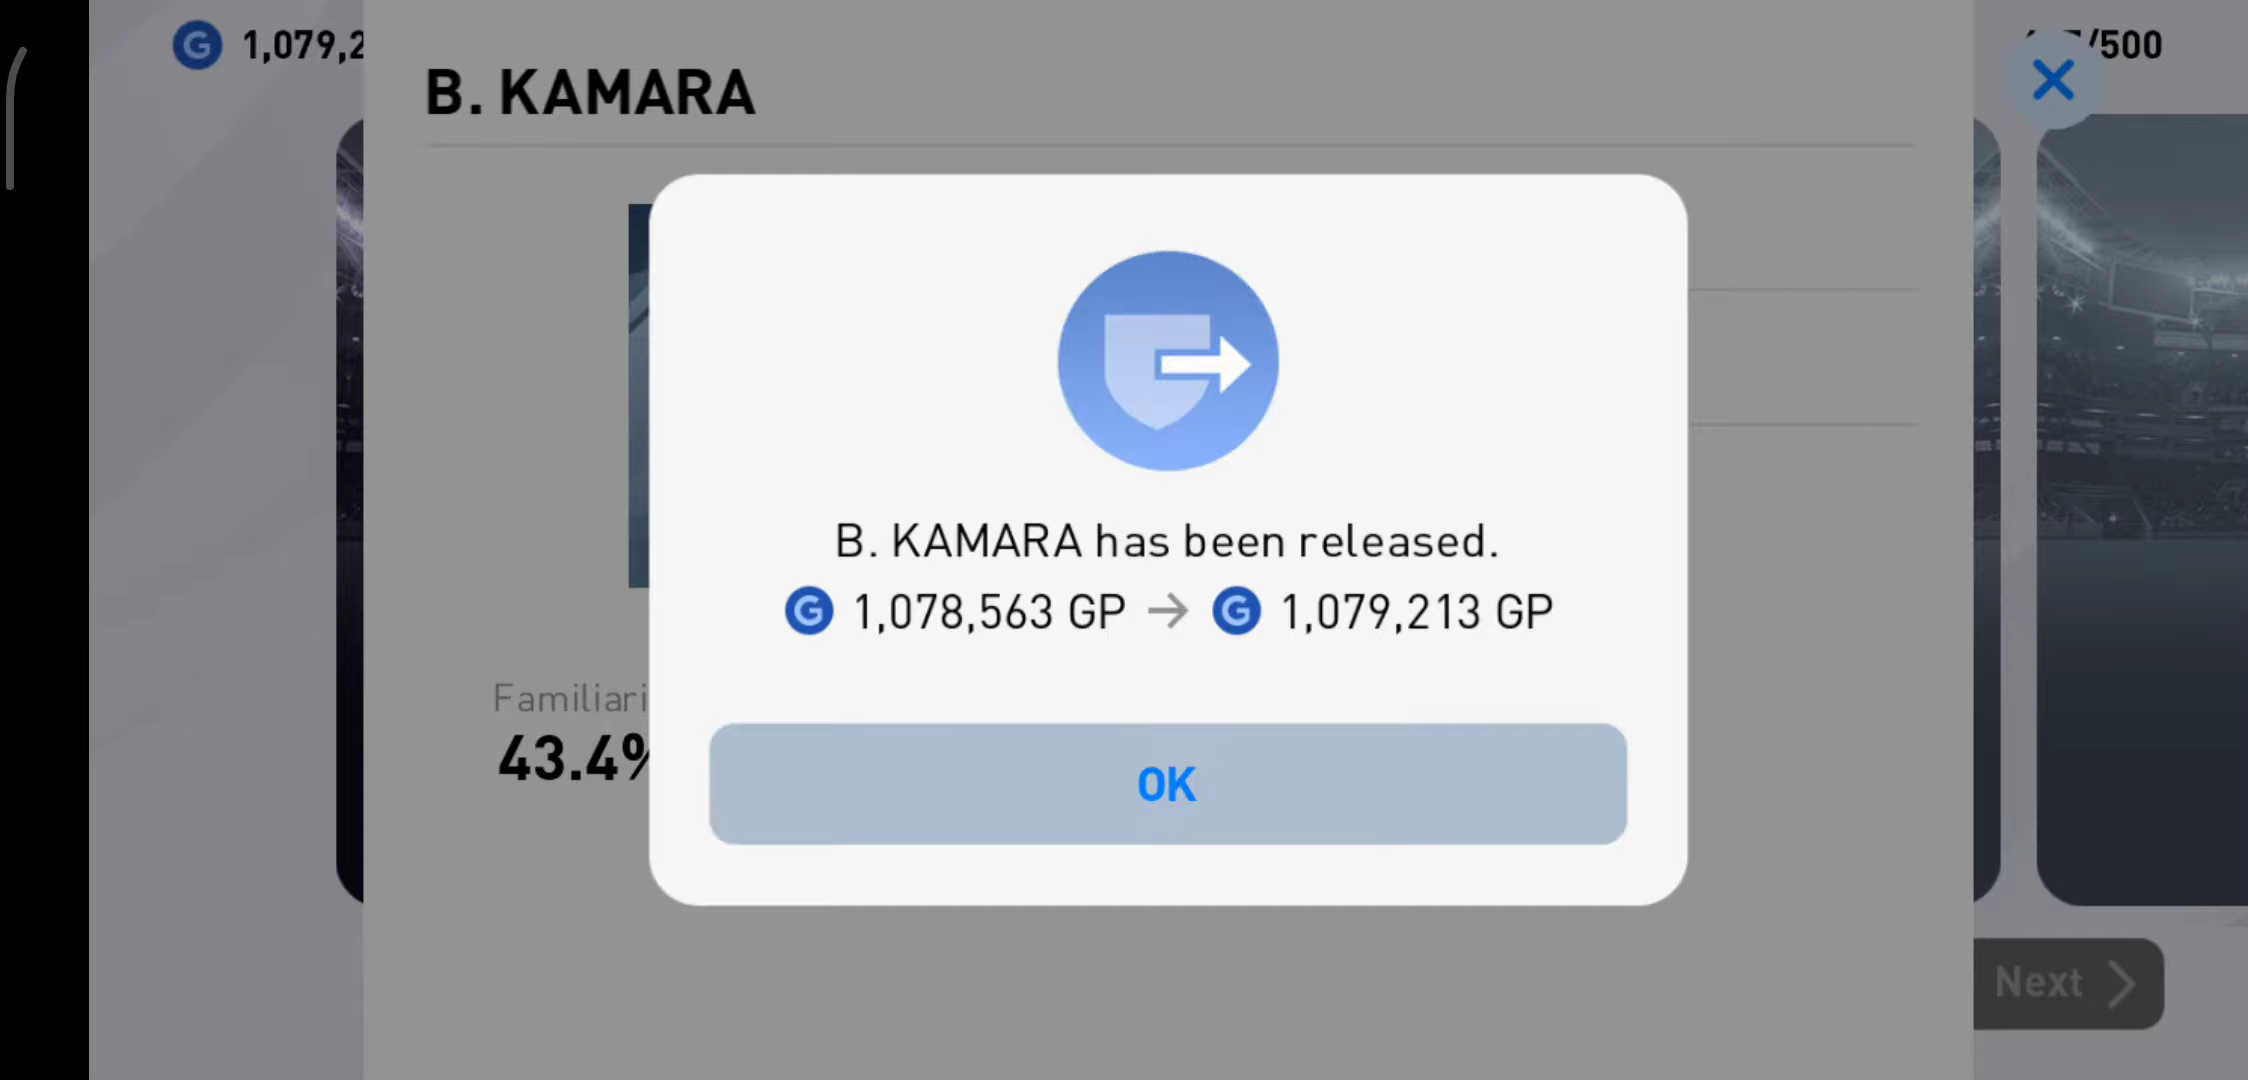 1,079,2
/500
B. KAMARA
B. KAMARA has been released.
1,078,563 GP → 1,079,213 GP
43.4%
OK
Next